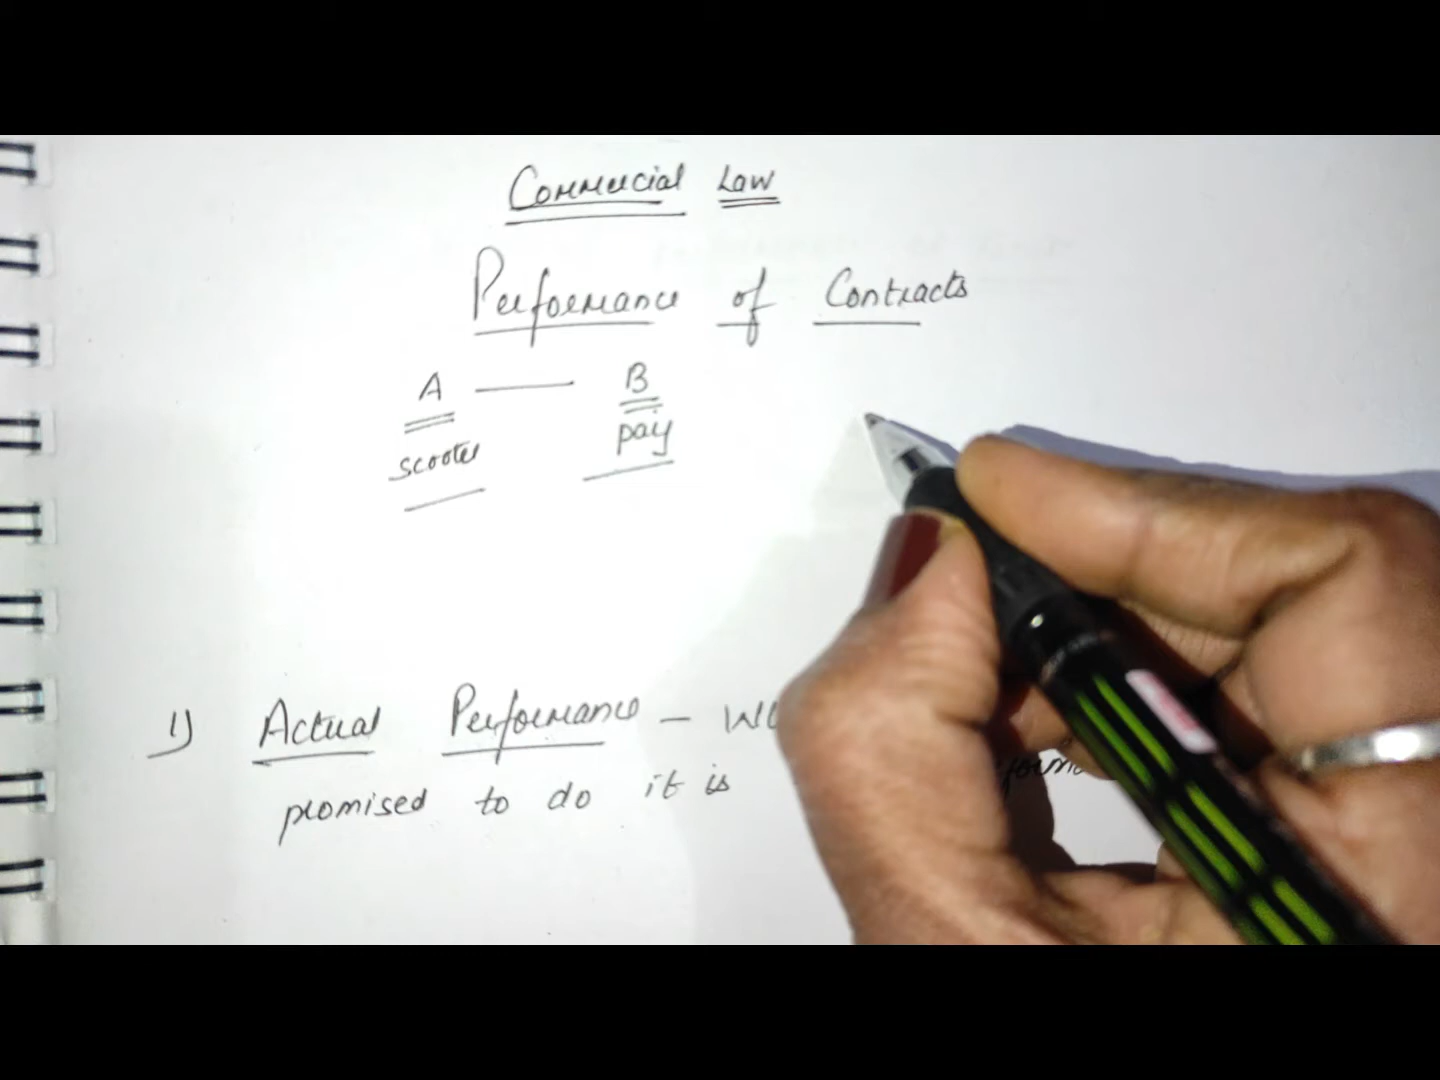 Commercial Law
Performance of Contracts
A — B
scooter pay
1) Actual Performance -
promised to do it is